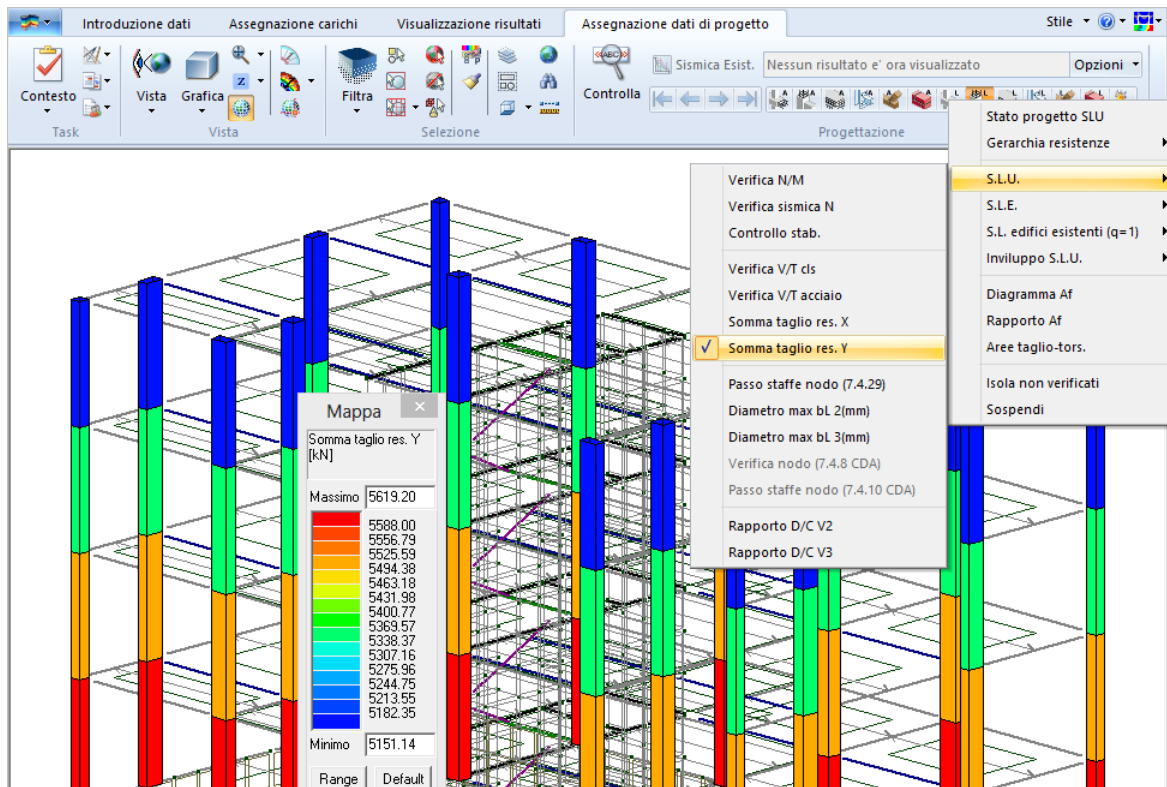 Introduzione dati
Assegnazione carichi
Visualizzazione risultati
Assegnazione dati di progetto
Stile
Contesto
Task
Vista
Grafica
Z
Vista
Filtra
Selezione
ABC
Controlla
Sismica Esist.
Nessun risultato e` ora visualizzato
Opzioni
Progettazione
Stato progetto SLU
Gerarchia resistenze
S.L.U.
S.L.E.
S.L. edifici esistenti (q=1)
Inviluppo S.L.U.
Diagramma Af
Rapporto Af
Aree taglio-tors.
Isola non verificati
Sospendi
Verifica N/M
Verifica sismica N
Controllo stab.
Verifica V/T cls
Verifica V/T acciaio
Somma taglio res. X
Somma taglio res. Y
Passo staffe nodo (7.4.29)
Diametro max bL 2(mm)
Diametro max bL 3(mm)
Verifica nodo (7.4.8 CDA)
Passo staffe nodo (7.4.10 CDA)
Rapporto D/C V2
Rapporto D/C V3
Mappa
Somma taglio res. Y
[kN]
Massimo 5619.20
5588.00
5556.79
5525.59
5494.38
5463.18
5431.98
5400.77
5369.57
5338.37
5307.16
5275.96
5244.75
5213.55
5182.35
Minimo 5151.14
Range
Default